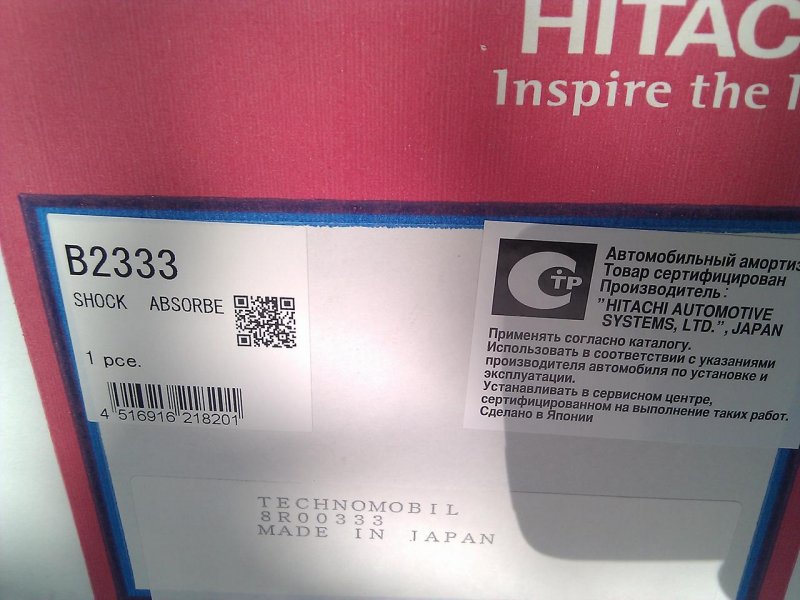 HITAC
Inspire the
B2333
SHOCK ABSORBE
1 pce.
4 516916 218201
CTP
Автомобильный амортиз
Товар сертифицирован
Производитель:
"HITACHI AUTOMOTIVE
SYSTEMS, LTD.", JAPAN
Применять согласно каталогу.
Использовать в соответствии с указаниями
производителя автомобиля по установке и
эксплуатации.
Устанавливать в сервисном центре,
сертифицированном на выполнение таких работ.
Сделано в Японии
TECHNOMOBIL
8R00333
MADE IN JAPAN